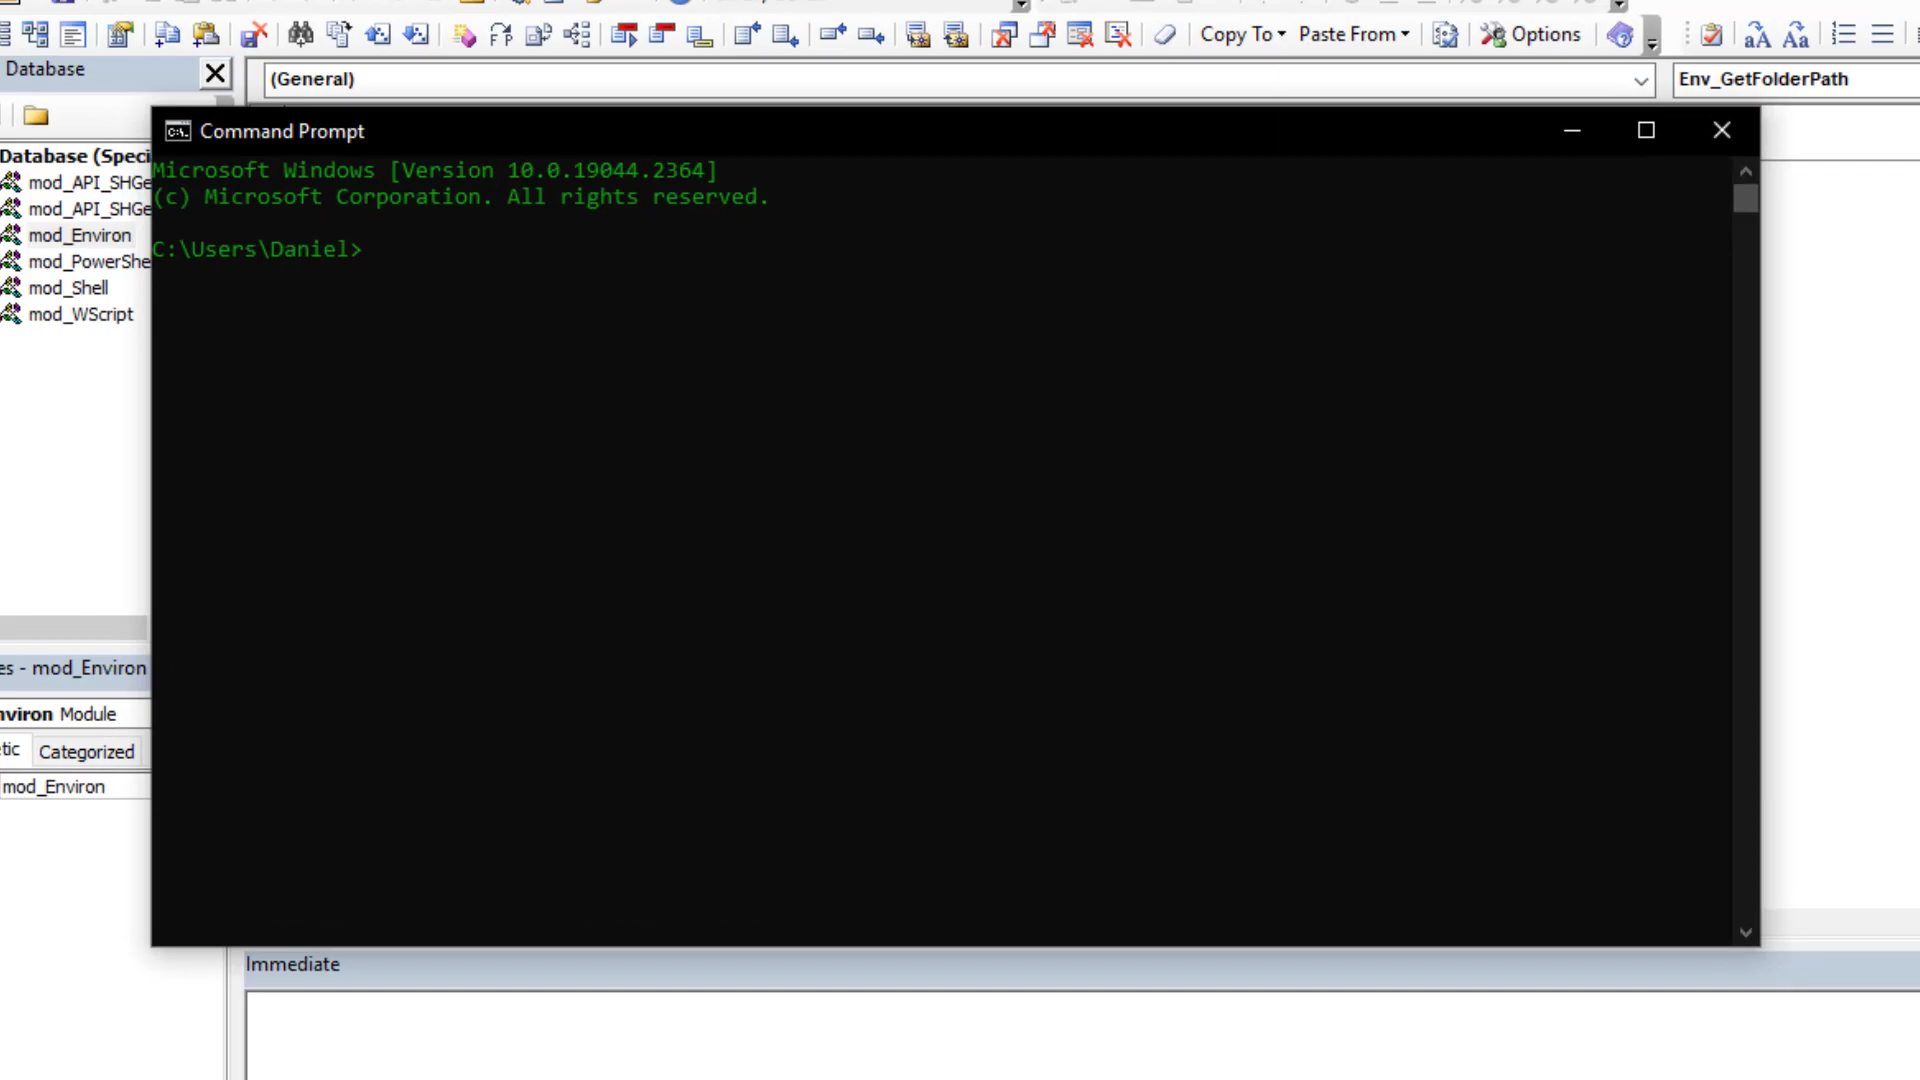 Copy To
Paste From
Options
Database
(General)
Env_GetFolderPath
Command Prompt
Database (Speci
Microsoft Windows [Version 10.0.19044.2364]
mod_API_SHGe
(c) Microsoft Corporation. All rights reserved.
mod_API_SHGe
mod_Environ
C:\Users\Daniel>
mod_PowerShe
mod_Shell
mod_WScript
es - mod_Environ
nviron Module
etic
Categorized
mod_Environ
Immediate